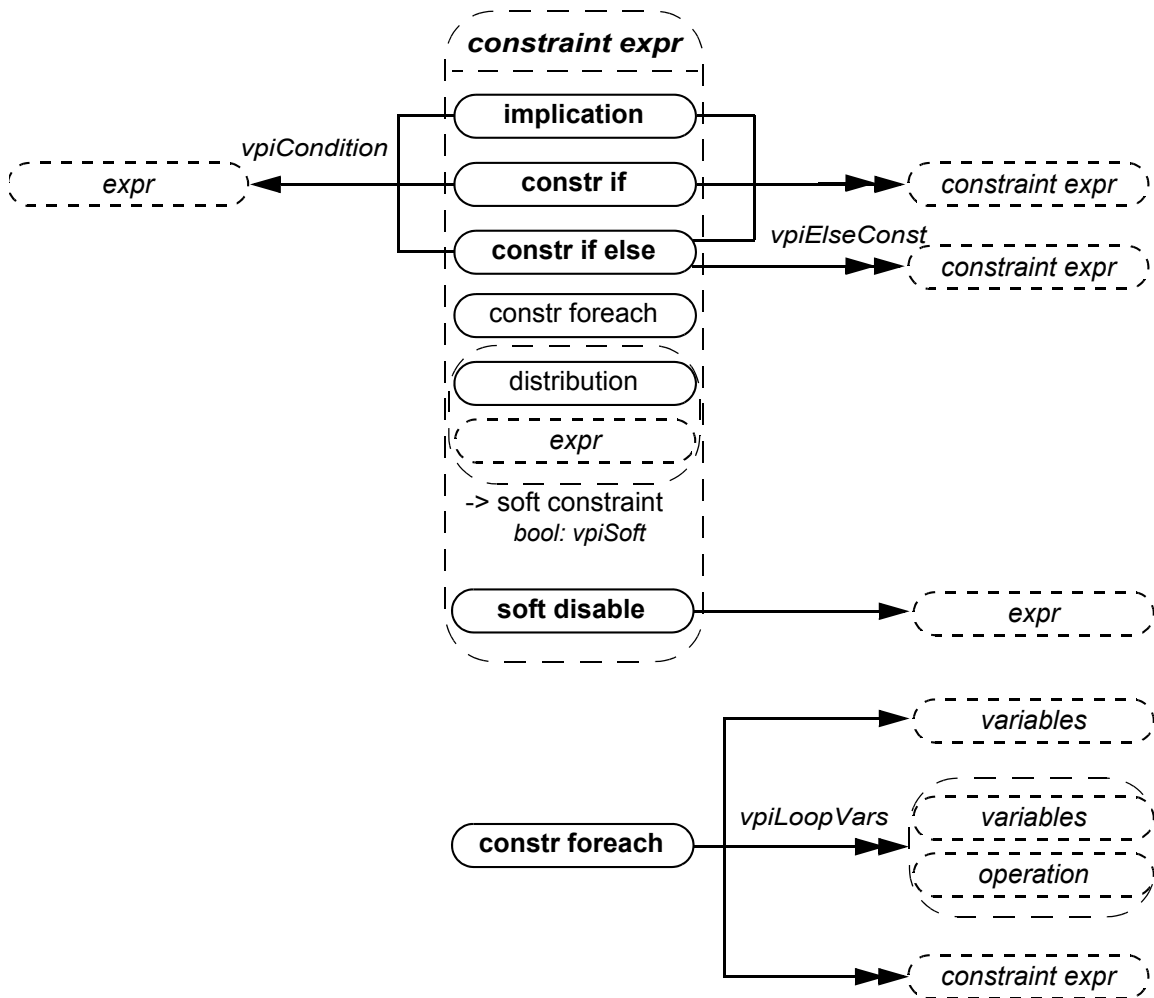 constraint expr
implication
vpiCondition
expr
constr if
constraint expr
constr if else
vpiElseConst
constraint expr
constr foreach
distribution
expr
-> soft constraint
bool: vpiSoft
soft disable
expr
variables
vpiLoopVars
variables
constr foreach
operation
constraint expr